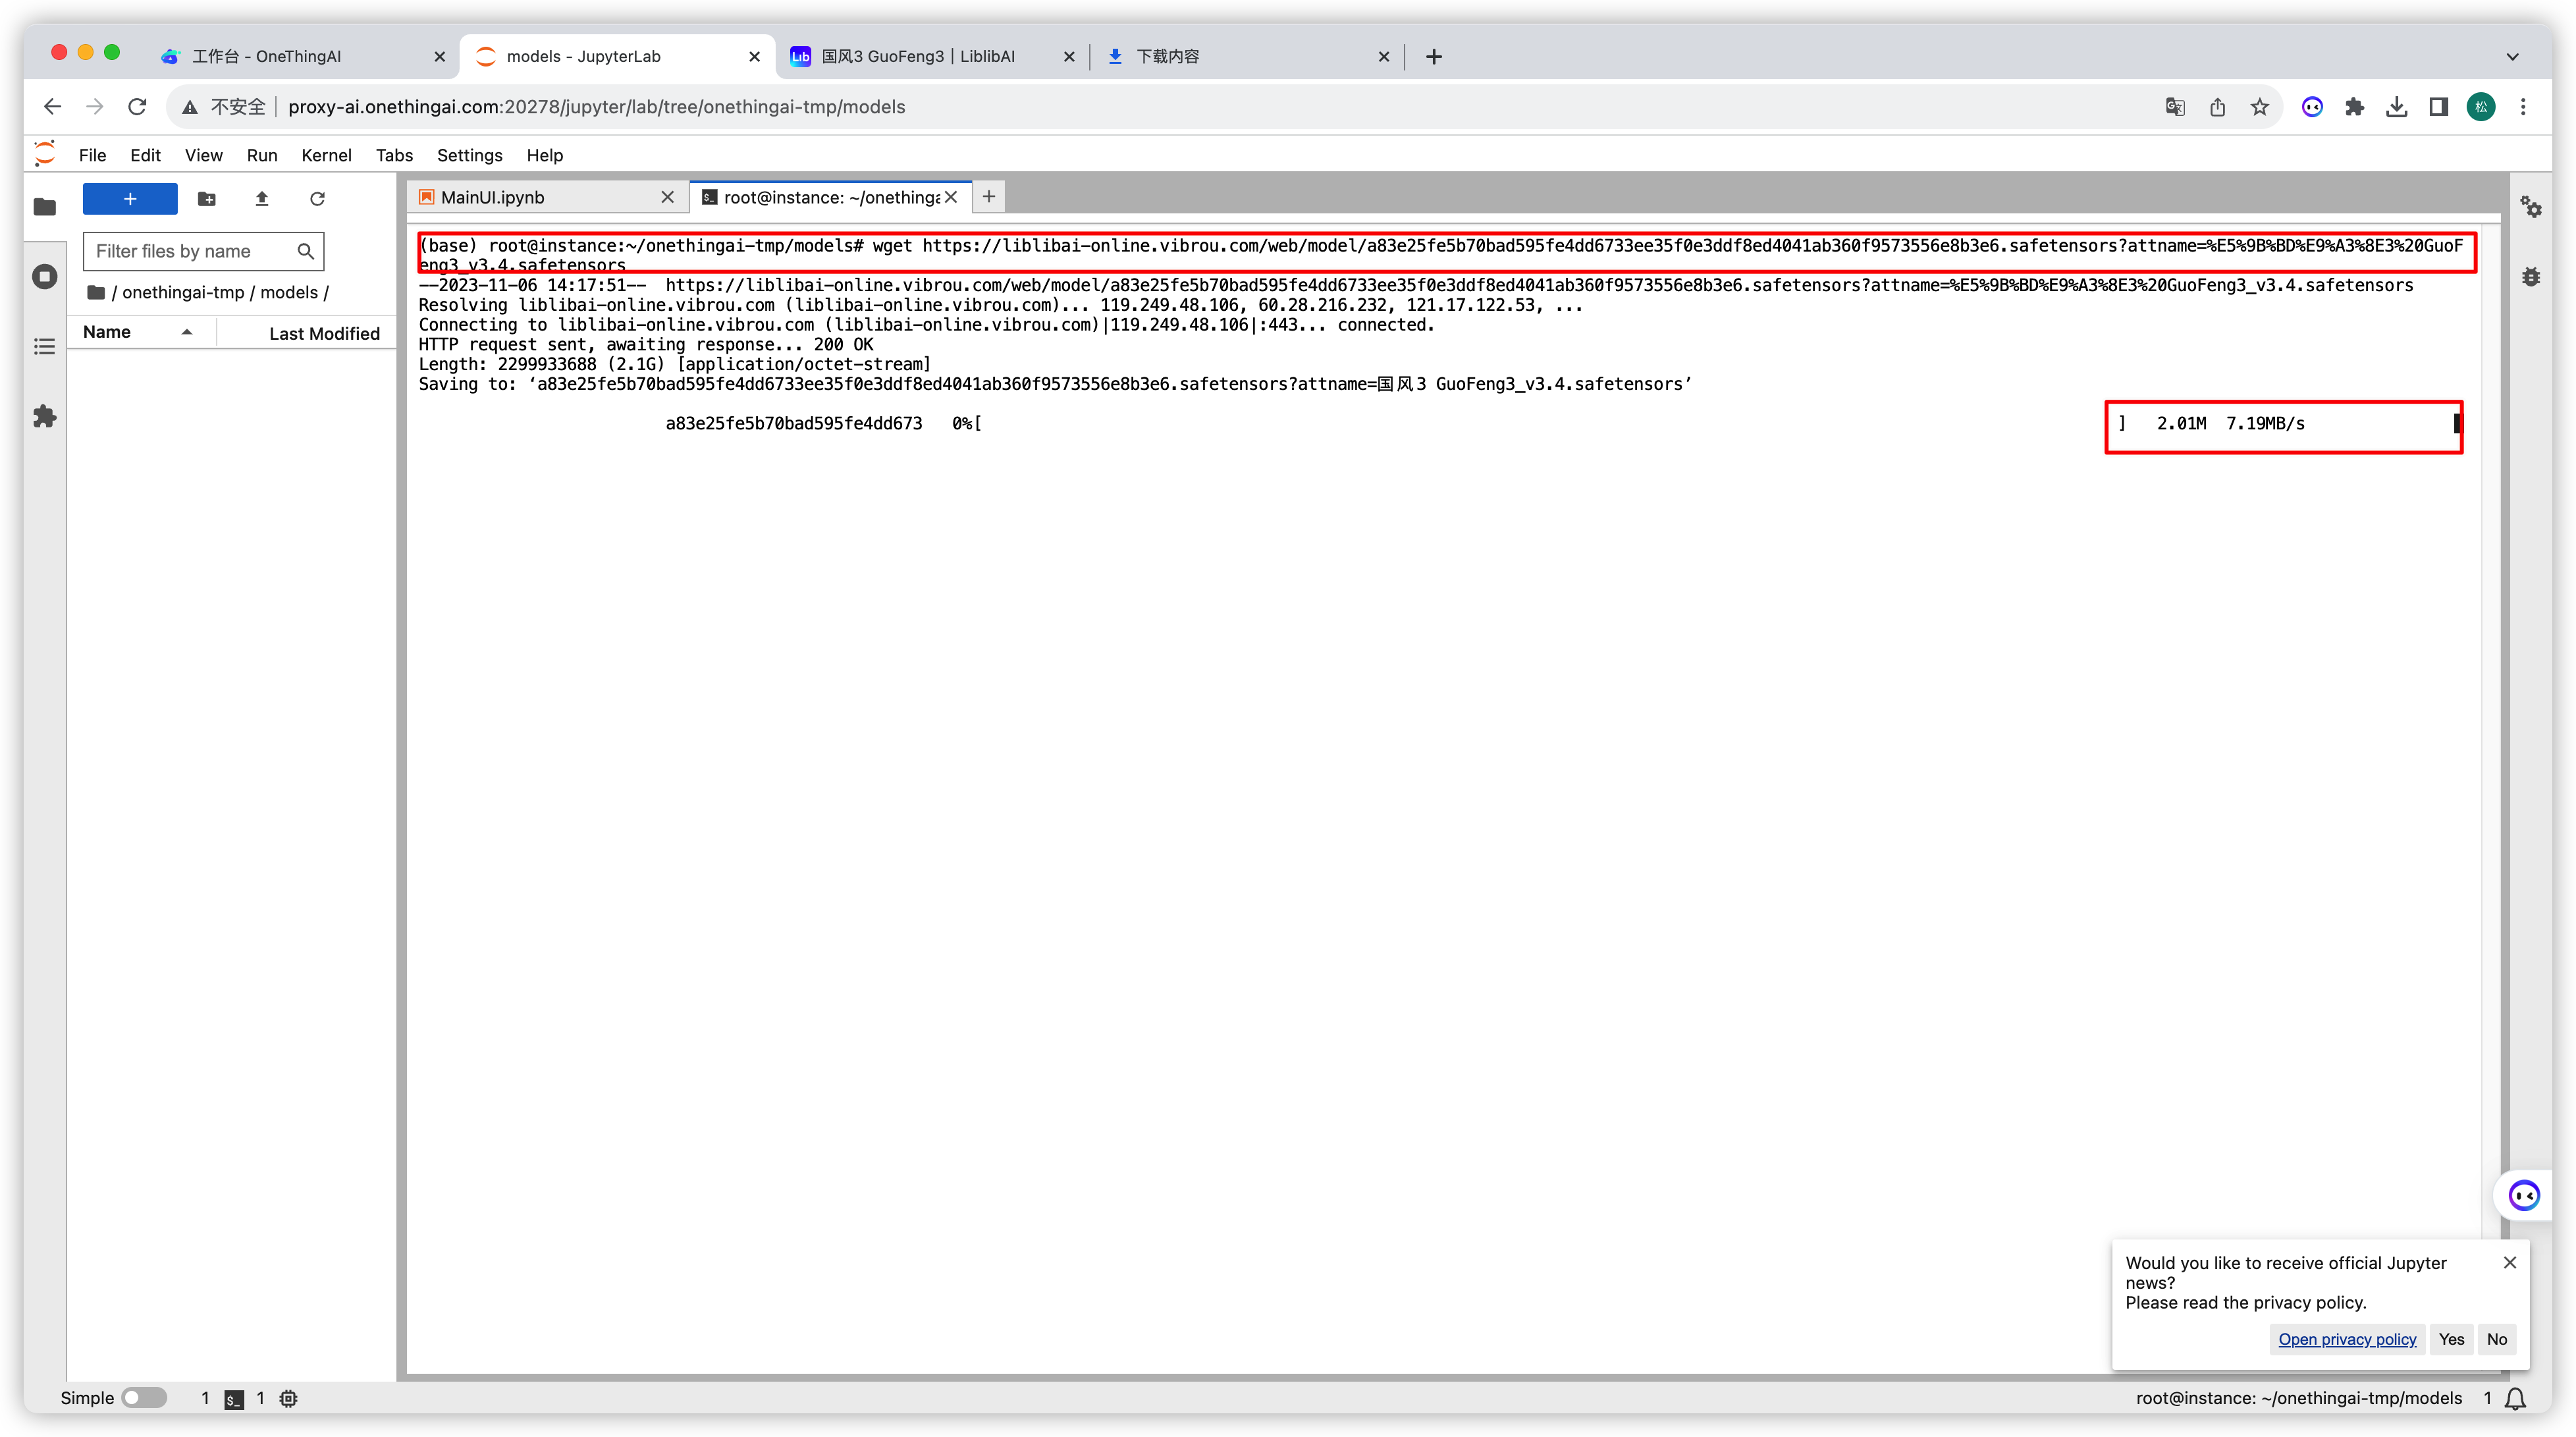 工作台 - OneThingAI
models - JupyterLab
Lib 国风3 GuoFeng3 | LiblibAI
下载内容
不安全 proxy-ai.onethingai.com:20278/jupyter/lab/tree/onethingai-tmp/models
松
File Edit View Run Kernel Tabs Settings Help
MainUI.ipynb
root@instance: ~/onethinga
Filter files by name
/ onethingai-tmp / models /
Name
Last Modified
(base) root@instance:~/onethingai-tmp/models# wget https://liblibai-online.vibrou.com/web/model/a83e25fe5b70bad595fe4dd6733ee35f0e3ddf8ed4041ab360f9573556e8b3e6.safetensors?attname=%E5%9B%BD%E9%A3%8E3%20GuoF
eng3_v3.4.safetensors
--2023-11-06 14:17:51-- https://liblibai-online.vibrou.com/web/model/a83e25fe5b70bad595fe4dd6733ee35f0e3ddf8ed4041ab360f9573556e8b3e6.safetensors?attname=%E5%9B%BD%E9%A3%8E3%20GuoFeng3_v3.4.safetensors
Resolving liblibai-online.vibrou.com (liblibai-online.vibrou.com)... 119.249.48.106, 60.28.216.232, 121.17.122.53, ...
Connecting to liblibai-online.vibrou.com (liblibai-online.vibrou.com)|119.249.48.106|:443... connected.
HTTP request sent, awaiting response... 200 OK
Length: 2299933688 (2.1G) [application/octet-stream]
Saving to: ‘a83e25fe5b70bad595fe4dd6733ee35f0e3ddf8ed4041ab360f9573556e8b3e6.safetensors?attname=国风3 GuoFeng3_v3.4.safetensors’
a83e25fe5b70bad595fe4dd673 0%[ ] 2.01M 7.19MB/s
Would you like to receive official Jupyter
news?
Please read the privacy policy.
Open privacy policy Yes No
Simple 1 $_ 1
root@instance: ~/onethingai-tmp/models 1